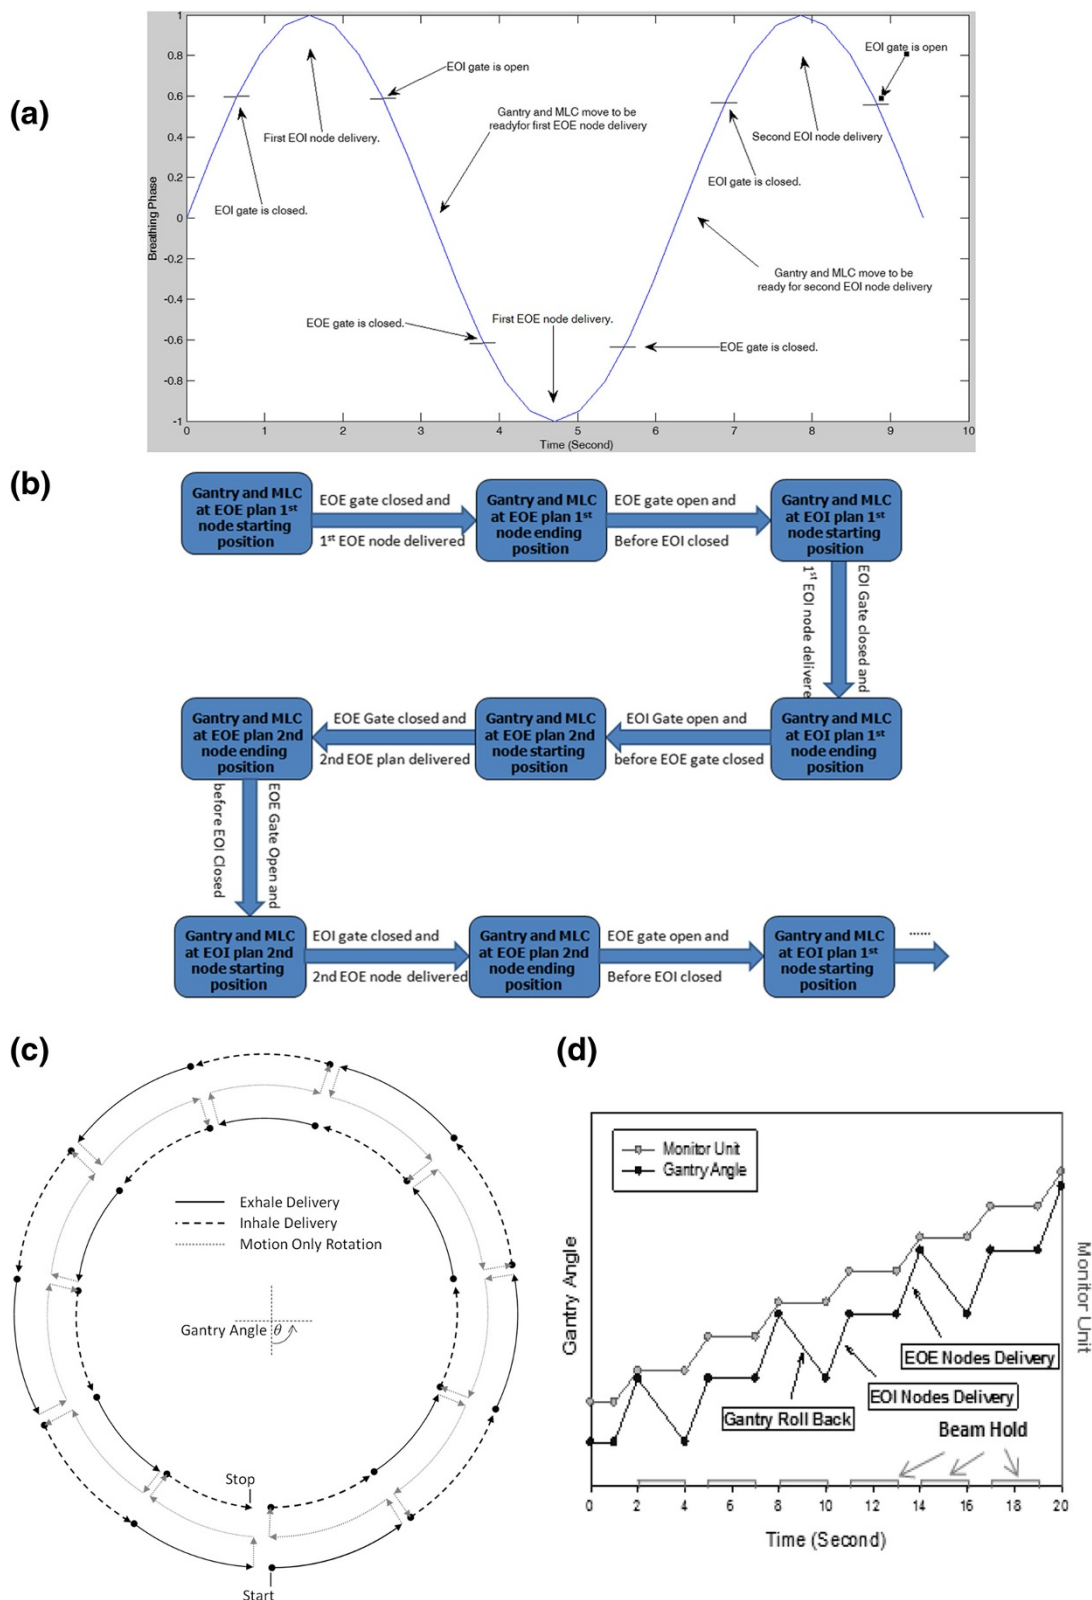 (a)
1
0.8
0.6
0.4
0.2
0
-0.2
-0.4
-0.6
-0.8
-1
Breathing Phase
EOI gate is open
EOI gate is open
Gantry and MLC move to be
readyfor first EOE node delivery
First EOI node delivery.
Second EOI node delivery
EOI gate is closed.
EOI gate is closed.
Gantry and MLC move to be
ready for second EOI node delivery
First EOE node delivery.
EOE gate is closed.
EOE gate is closed.
0 1 2 3 4 5 6 7 8 9 10
Time (Second)
(b)
Gantry and MLC
at EOE plan 1st
node starting
position
EOE gate closed and
1st EOE node delivered
Gantry and MLC
at EOE plan 1st
node ending
position
EOE gate open and
Before EOI closed
Gantry and MLC
at EOI plan 1st
node starting
position
EOI Gate closed and
1st EOI node delivere
Gantry and MLC
at EOI plan 1st
node ending
position
EOI Gate open and
before EOE gate closed
Gantry and MLC
at EOE plan 2nd
node starting
position
EOE Gate closed and
2nd EOE plan delivered
Gantry and MLC
at EOE plan 2nd
node ending
position
EOE Gate Open and
before EOI Closed
Gantry and MLC
at EOI plan 2nd
node starting
position
EOI gate closed and
2nd EOE node delivered
Gantry and MLC
at EOE plan 2nd
node ending
position
EOE gate open and
Before EOI closed
Gantry and MLC
at EOI plan 1st
node starting
position
......
(c)
Exhale Delivery
Inhale Delivery
Motion Only Rotation
Gantry Angle θ
Stop
Start
(d)
Monitor Unit
Gantry Angle
Gantry Angle
Monitor Unit
EOE Nodes Delivery
EOI Nodes Delivery
Gantry Roll Back
Beam Hold
0 2 4 6 8 10 12 14 16 18 20
Time (Second)